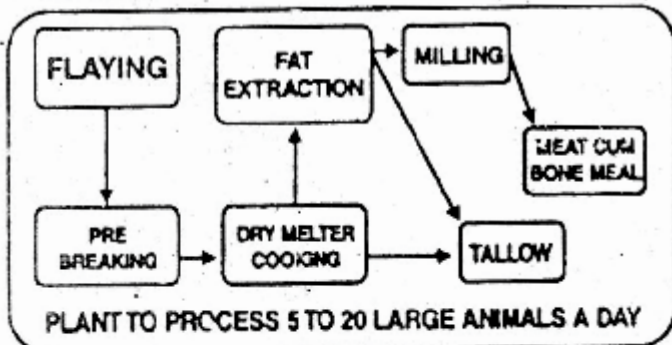 FLAYING
FAT
EXTRACTION
MILLING
MEAT CUM
BONE MEAL
PRE
BREAKING
DRY MELTER
COOKING
TALLOW
PLANT TO PROCESS 5 TO 20 LARGE ANIMALS A DAY